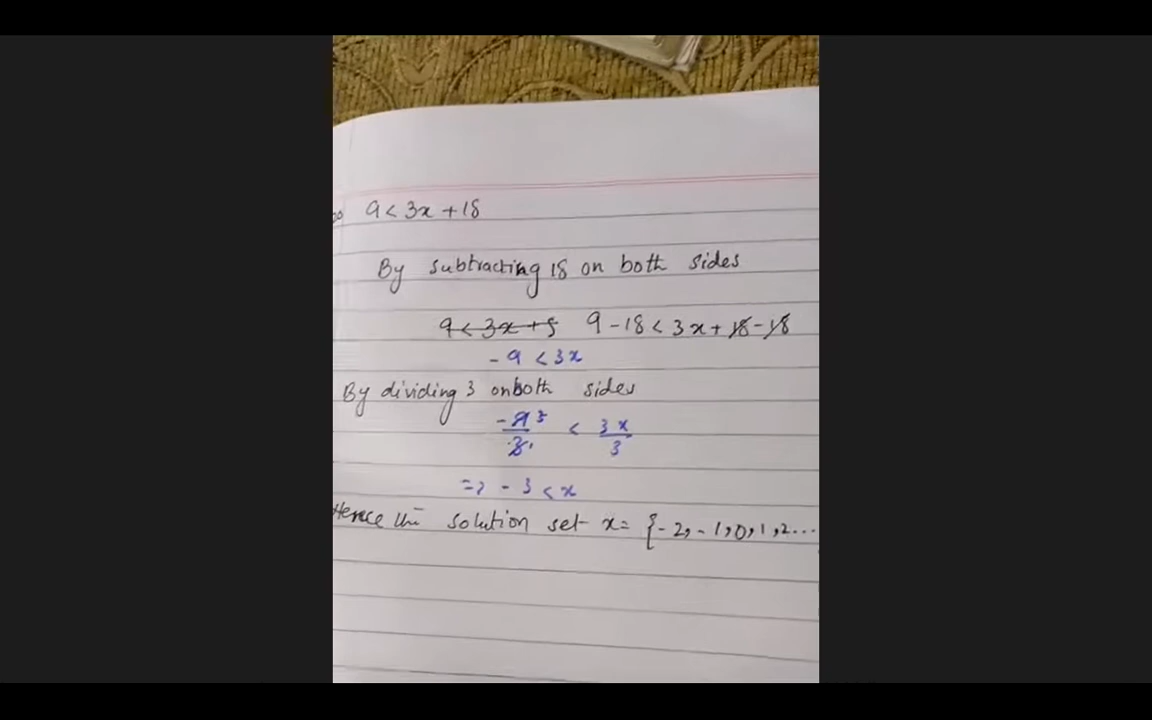 9 < 3x + 18
By subtracting 18 on both sides
9 < 3x + 5 9 - 18 < 3x + 18 - 18
- 9 < 3x
By dividing 3 on both sides
-9 3 / 3 1 < 3x / 3
=> - 3 < x
Hence the solution set x = {-2, -1, 0, 1, 2...